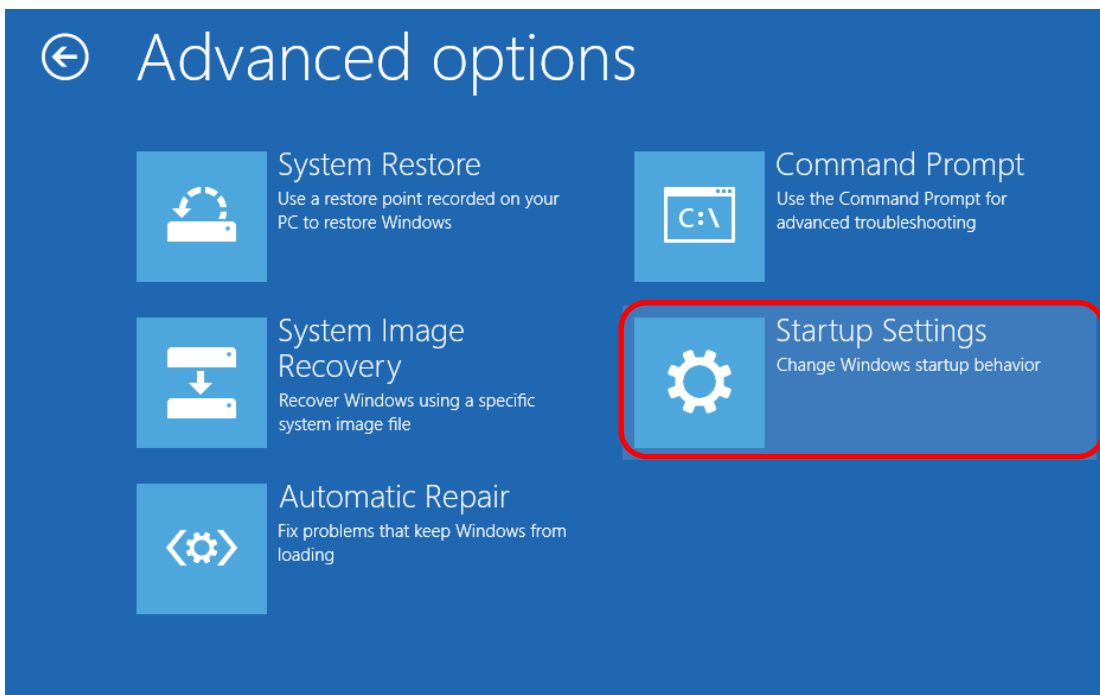 Advanced options
System Restore
Use a restore point recorded on your
PC to restore Windows
Command Prompt
Use the Command Prompt for
advanced troubleshooting
C:\
System Image
Recovery
Recover Windows using a specific
system image file
Startup Settings
Change Windows startup behavior
Automatic Repair
Fix problems that keep Windows from
loading